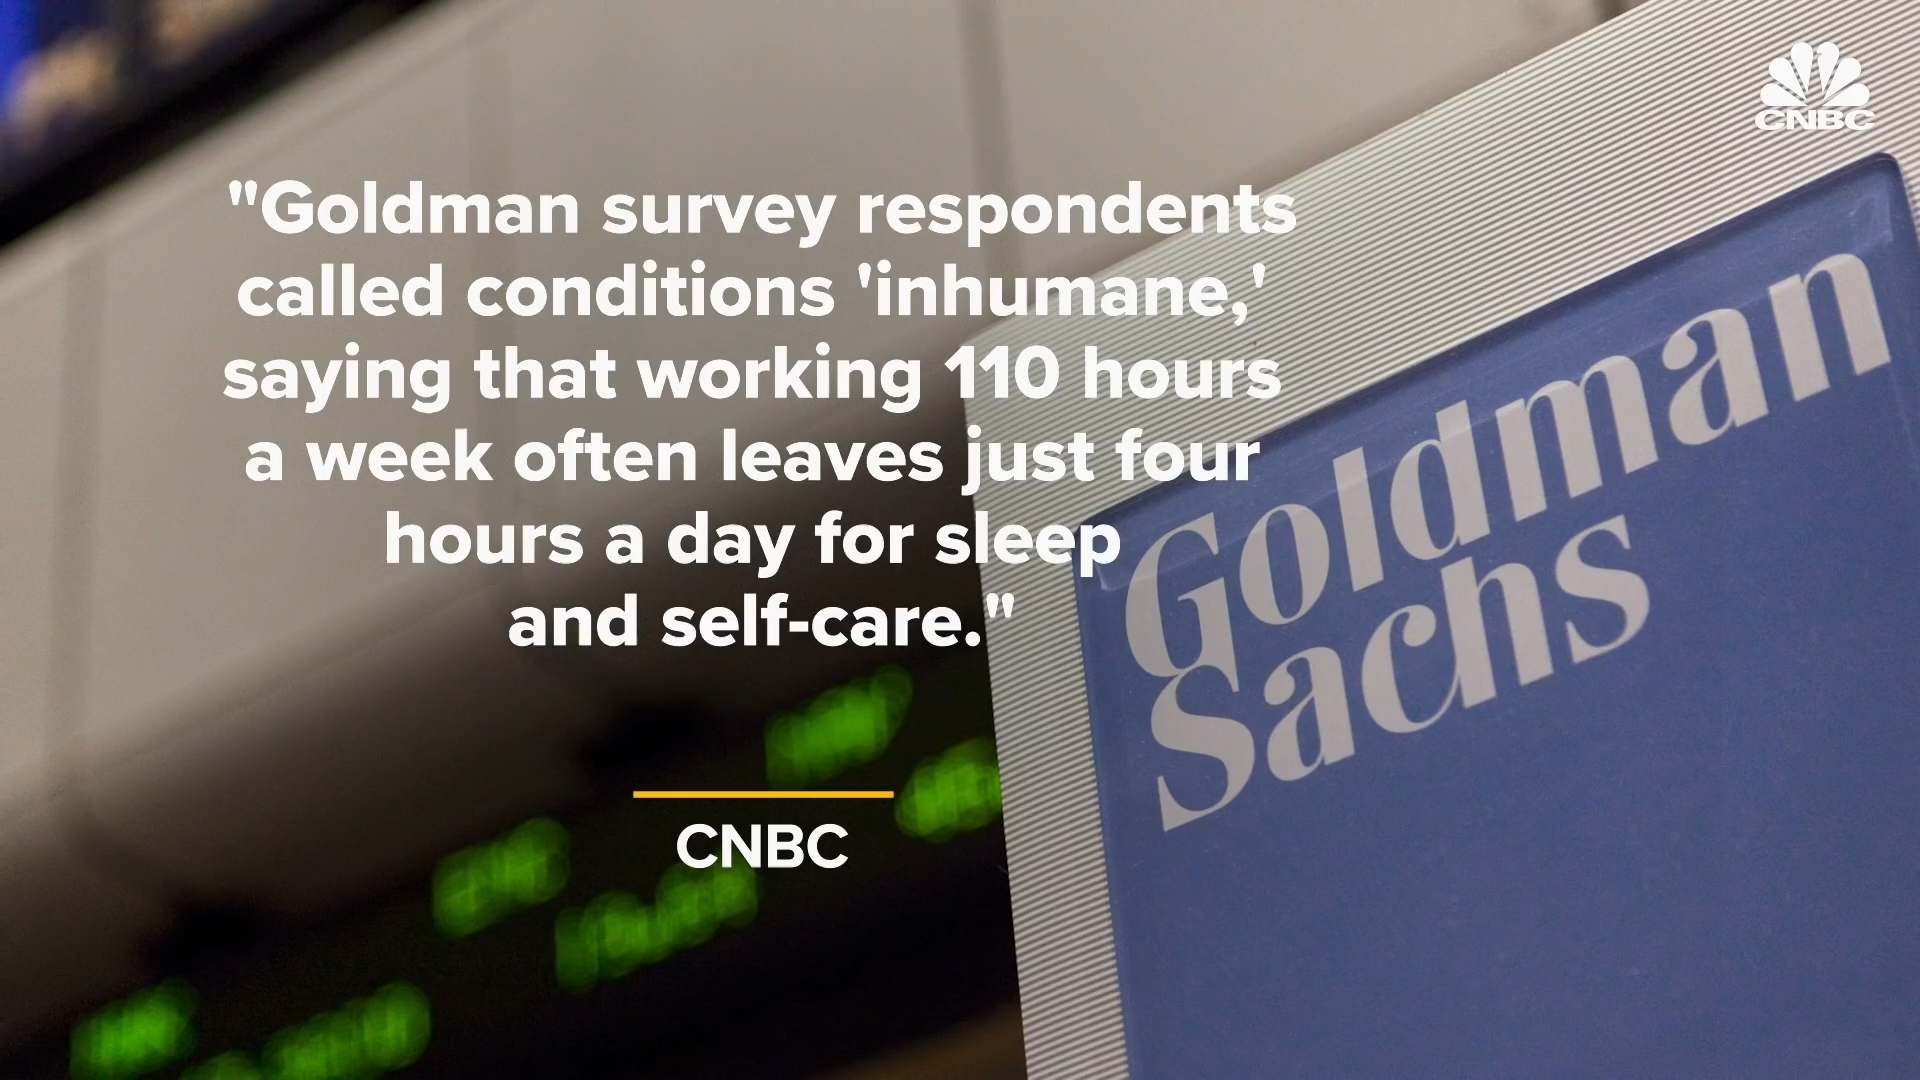 CNBC
"Goldman survey respondents
called conditions 'inhumane,'
saying that working 110 hours
a week often leaves just four
hours a day for sleep
and self-care."
CNBC
Goldman
Sachs